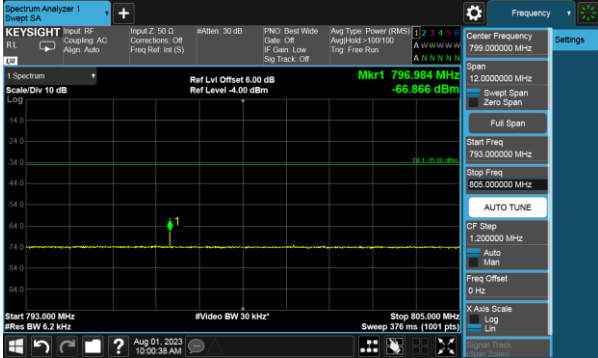 Spectrum Analyzer 1
Swept SA
Frequency
KEYSIGHT
RL
Input: RF
Coupling: AC
Align: Auto
Input Z: 50 Ω
Corrections: Off
Freq Ref: Int (S)
#Atten: 30 dB
PNO: Best Wide
Gate: Off
IF Gain: Low
Sig Track: Off
Avg Type: Power (RMS)
Avg|Hold:>100/100
Trig: Free Run
1 2 3 4 5 6
A W W W W W
A N N N N N
1 Spectrum
Scale/Div 10 dB
Log
Ref Lvl Offset 6.00 dB
Ref Level -4.00 dBm
Mkr1 796.984 MHz
-66.866 dBm
-14.0
-24.0
-34.0
-44.0
-54.0
-64.0
-74.0
-84.0
-94.0
DL1 -35.00 dBm
1
Start 793.000 MHz
#Res BW 6.2 kHz
#Video BW 30 kHz*
Stop 805.000 MHz
Sweep 376 ms (1001 pts)
Aug 01, 2023
10:00:38 AM
Center Frequency
799.000000 MHz
Span
12.0000000 MHz
Swept Span
Zero Span
Full Span
Start Freq
793.000000 MHz
Stop Freq
805.000000 MHz
AUTO TUNE
CF Step
1.200000 MHz
Auto
Man
Freq Offset
0 Hz
X Axis Scale
Log
Lin
Signal Track
(Span Zoom)
Settings